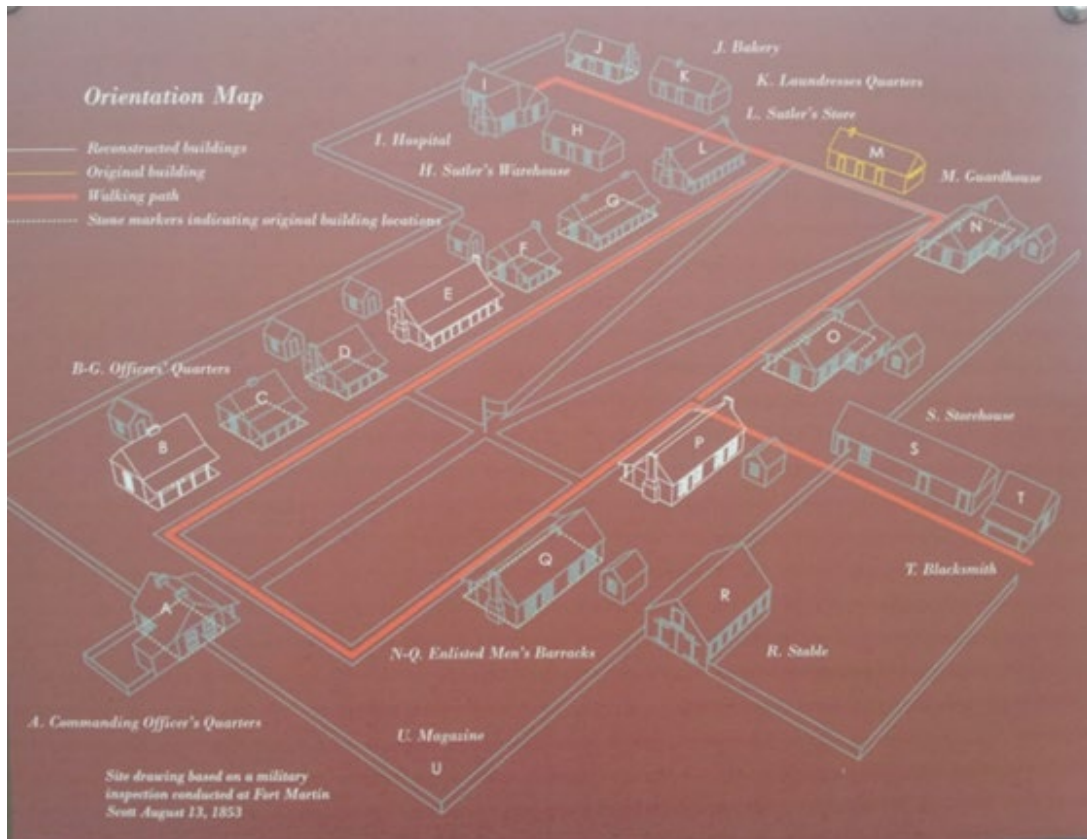 Orientation Map
Reconstructed buildings
Original building
Walking path
Stone markers indicating original building locations
J
J. Bakery
K
K. Laundresses Quarters
I
L. Sutler's Store
H
I. Hospital
L
M
H. Sutler's Warehouse
M. Guardhouse
G
N
F
E
O
D
B-G. Officers' Quarters
C
S. Storehouse
B
P
S
T
Q
T. Blacksmith
R
A
N-Q. Enlisted Men's Barracks
R. Stable
A. Commanding Officer's Quarters
U. Magazine
U
Site drawing based on a military
inspection conducted at Fort Martin
Scott August 13, 1853